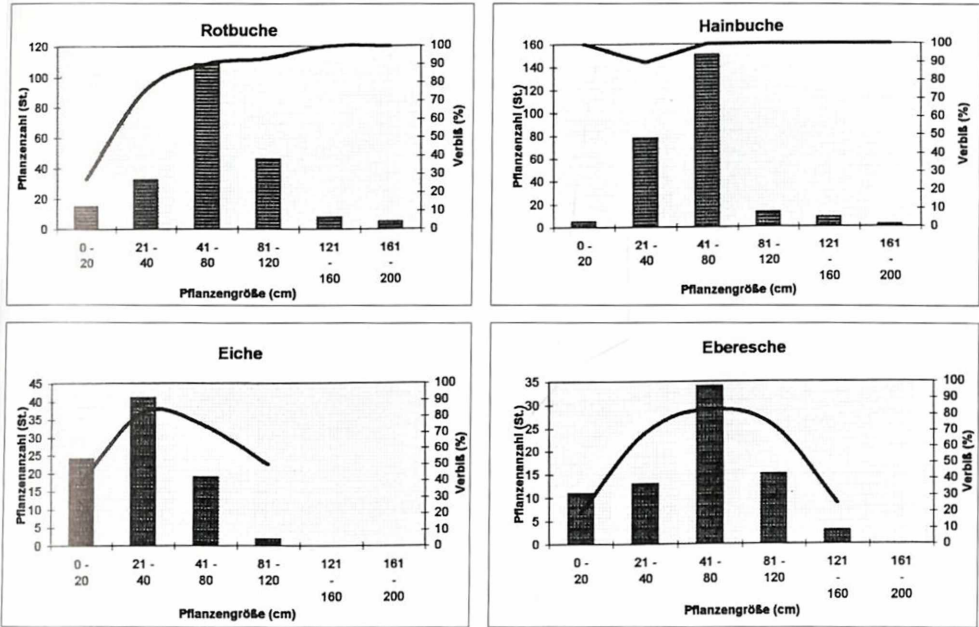 Rotbuche
Pflanzenzahl (St.)
120
100
80
60
40
20
0
100
90
80
70
60
50
40
30
20
10
0
Verbiß (%)
0 - 20
21 - 40
41 - 80
81 - 120
121 - 160
161 - 200
Pflanzengröße (cm)
Hainbuche
Pflanzenzahl (St.)
160
140
120
100
80
60
40
20
0
100
90
80
70
60
50
40
30
20
10
0
Verbiß (%)
0 - 20
21 - 40
41 - 80
81 - 120
121 - 160
161 - 200
Pflanzengröße (cm)
Eiche
Pflanzenzahl (St.)
45
40
35
30
25
20
15
10
5
0
100
90
80
70
60
50
40
30
20
10
0
Verbiß (%)
0 - 20
21 - 40
41 - 80
81 - 120
121 - 160
161 - 200
Pflanzengröße (cm)
Eberesche
Pflanzenanzahl (St.)
35
30
25
20
15
10
5
0
100
90
80
70
60
50
40
30
20
10
0
Verbiß (%)
0 - 20
21 - 40
41 - 80
81 - 120
121 - 160
161 - 200
Pflanzengröße (cm)